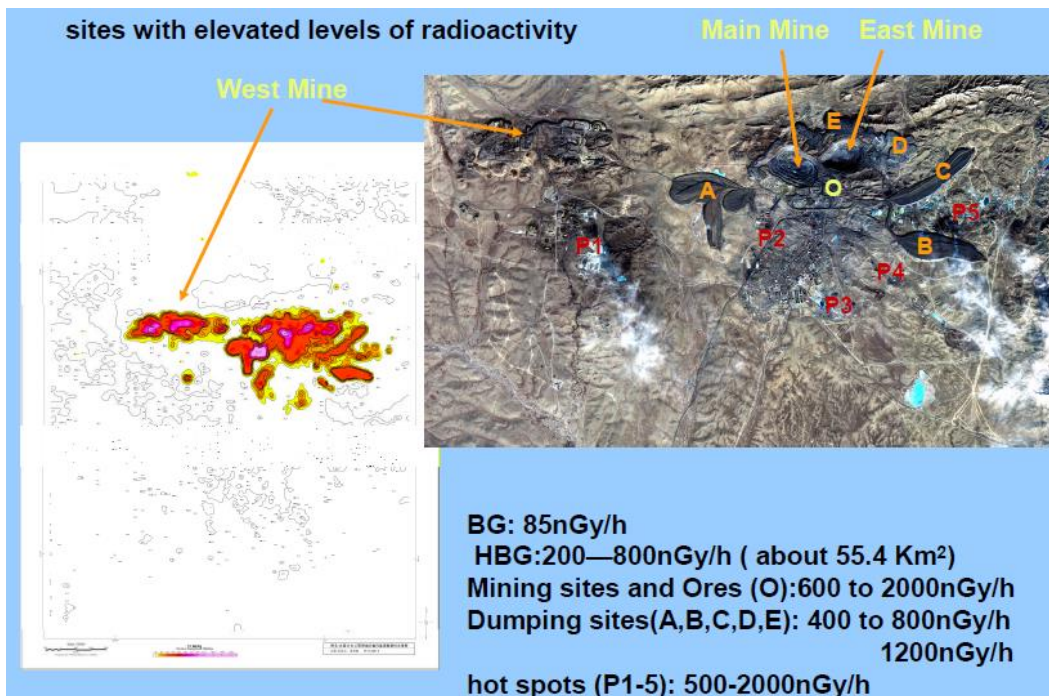 sites with elevated levels of radioactivity
Main Mine
East Mine
West Mine
E
D
C
A
O
P5
P2
P1
B
P4
P3
BG: 85nGy/h
HBG:200—800nGy/h ( about 55.4 Km²)
Mining sites and Ores (O):600 to 2000nGy/h
Dumping sites(A,B,C,D,E): 400 to 800nGy/h
1200nGy/h
hot spots (P1-5): 500-2000nGy/h